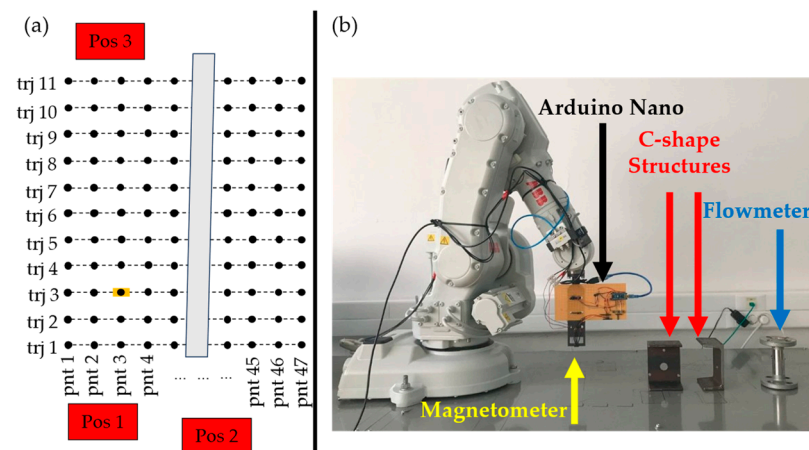 (a)
Pos 3
trj 11
trj 10
trj 9
trj 8
trj 7
trj 6
trj 5
trj 4
trj 3
trj 2
trj 1
pnt 1
pnt 2
pnt 3
pnt 4
... ... ...
pnt 45
pnt 46
pnt 47
Pos 1
Pos 2
(b)
Arduino Nano
C-shape
Structures
Flowmeter
Magnetometer